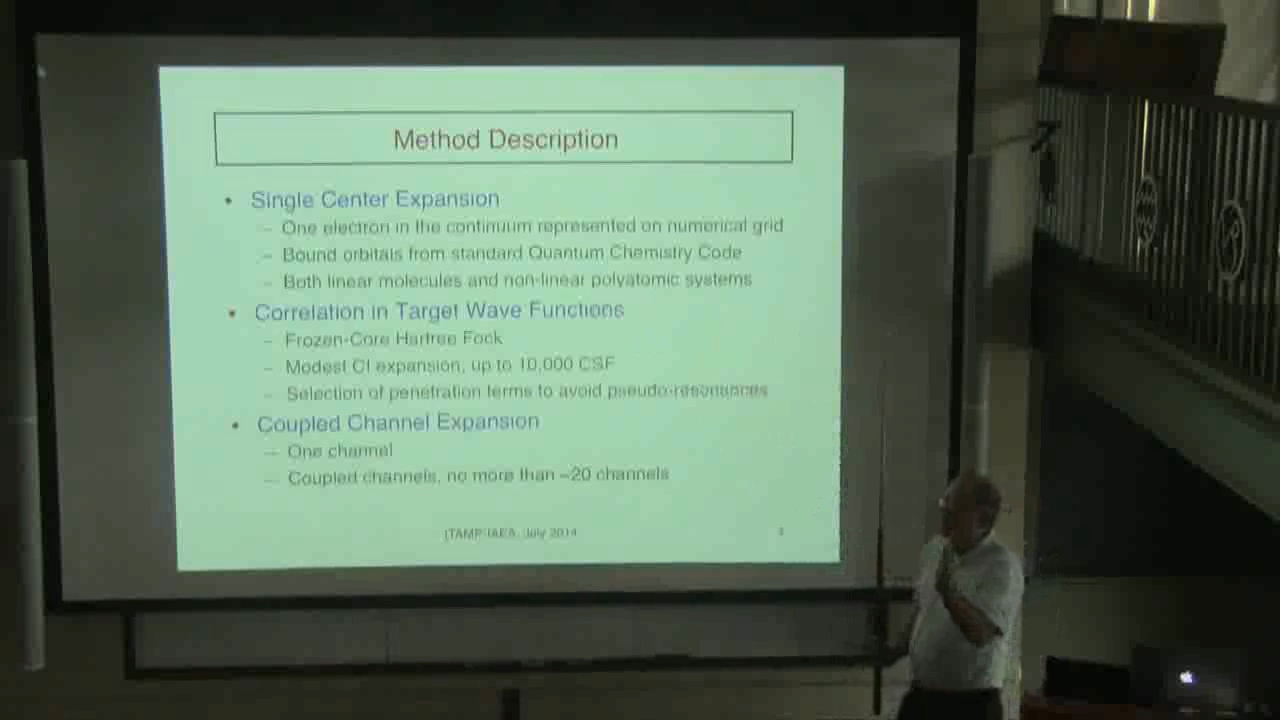 Method Description
• Single Center Expansion
– One electron in the continuum represented on numerical grid
– Bound orbitals from standard Quantum Chemistry Code
– Both linear molecules and non-linear polyatomic systems
• Correlation in Target Wave Functions
– Frozen-Core Hartree Fock
– Modest CI expansion, up to 10,000 CSF
– Selection of penetration terms to avoid pseudo-resonances
• Coupled Channel Expansion
– One channel
– Coupled channels, no more than ~20 channels
ITAMP-IAEA, July 2014